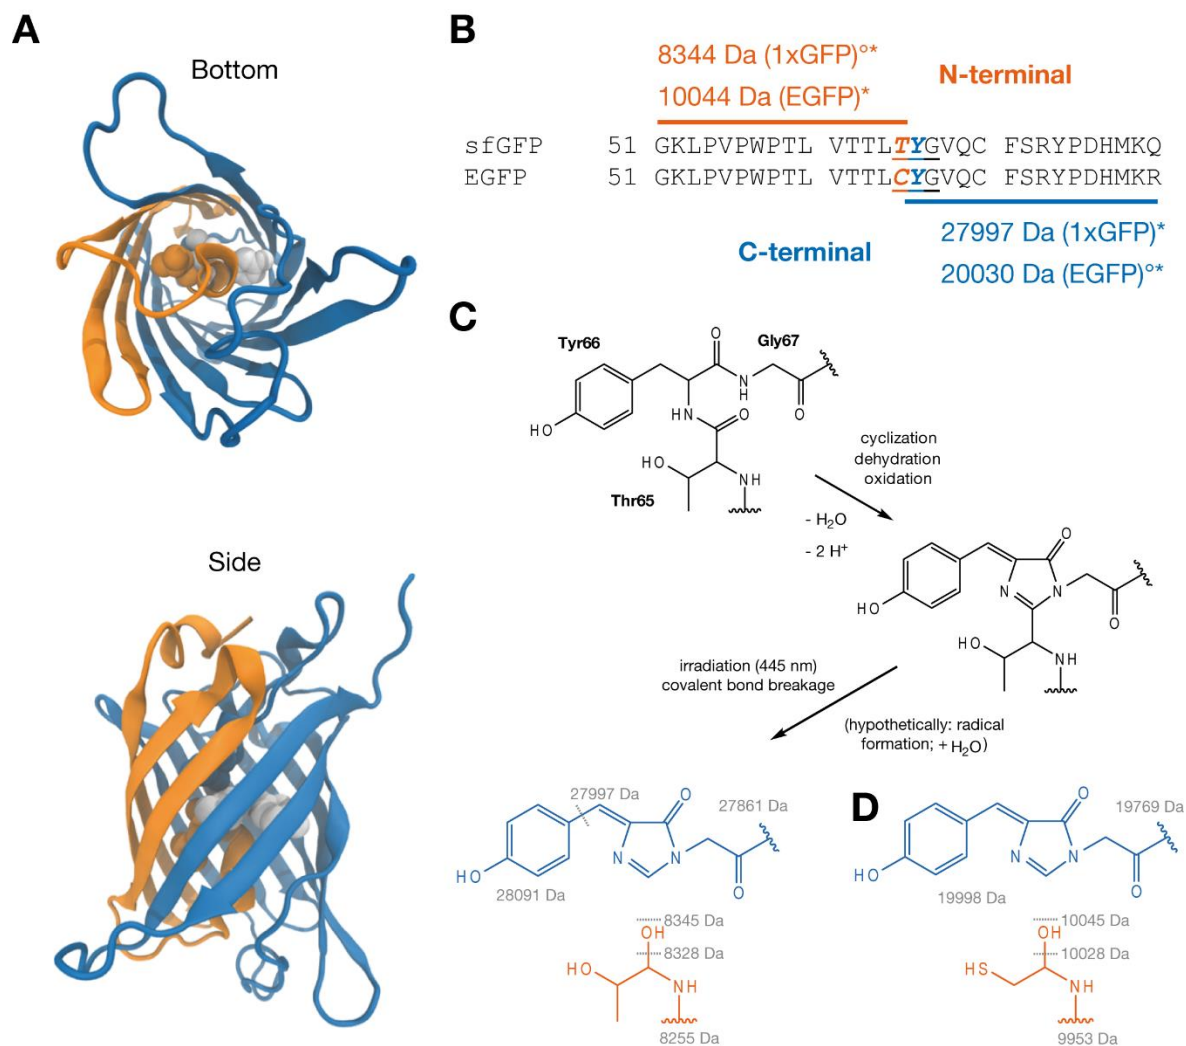 A
Bottom
Side
B
8344 Da (1xGFP)°*
10044 Da (EGFP)*
N-terminal
sfGFP 51 GKLPVPWPTL VTTLTYGVQC FSRYPDHMKQ
EGFP 51 GKLPVPWPTL VTTLCYGVQC FSRYPDHMKR
C-terminal
27997 Da (1xGFP)*
20030 Da (EGFP)°*
C
Tyr66
Gly67
O
N
H
O
HO
HN
O
HO
NH
Thr65
cyclization
dehydration
oxidation
- H₂O
- 2 H⁺
O
N
N
HO
O
HO
NH
irradiation (445 nm)
covalent bond breakage
(hypothetically: radical
formation; + H₂O)
27997 Da
O
27861 Da
N
N
HO
O
28091 Da
8345 Da
OH
8328 Da
HO
NH
8255 Da
D
O
19769 Da
N
N
HO
O
19998 Da
10045 Da
OH
10028 Da
HS
NH
9953 Da